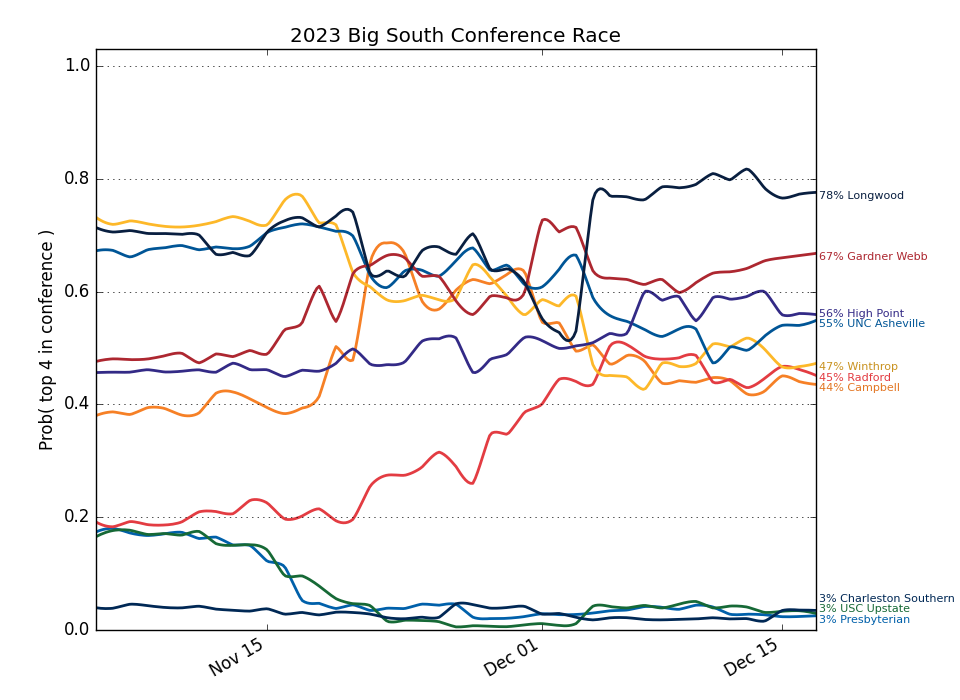 2023 Big South Conference Race
Prob( top 4 in conference )
1.0
0.8
0.6
0.4
0.2
0.0
Nov 15
Dec 01
Dec 15
78% Longwood
67% Gardner Webb
56% High Point
55% UNC Asheville
47% Winthrop
45% Radford
44% Campbell
3% Charleston Southern
3% USC Upstate
3% Presbyterian